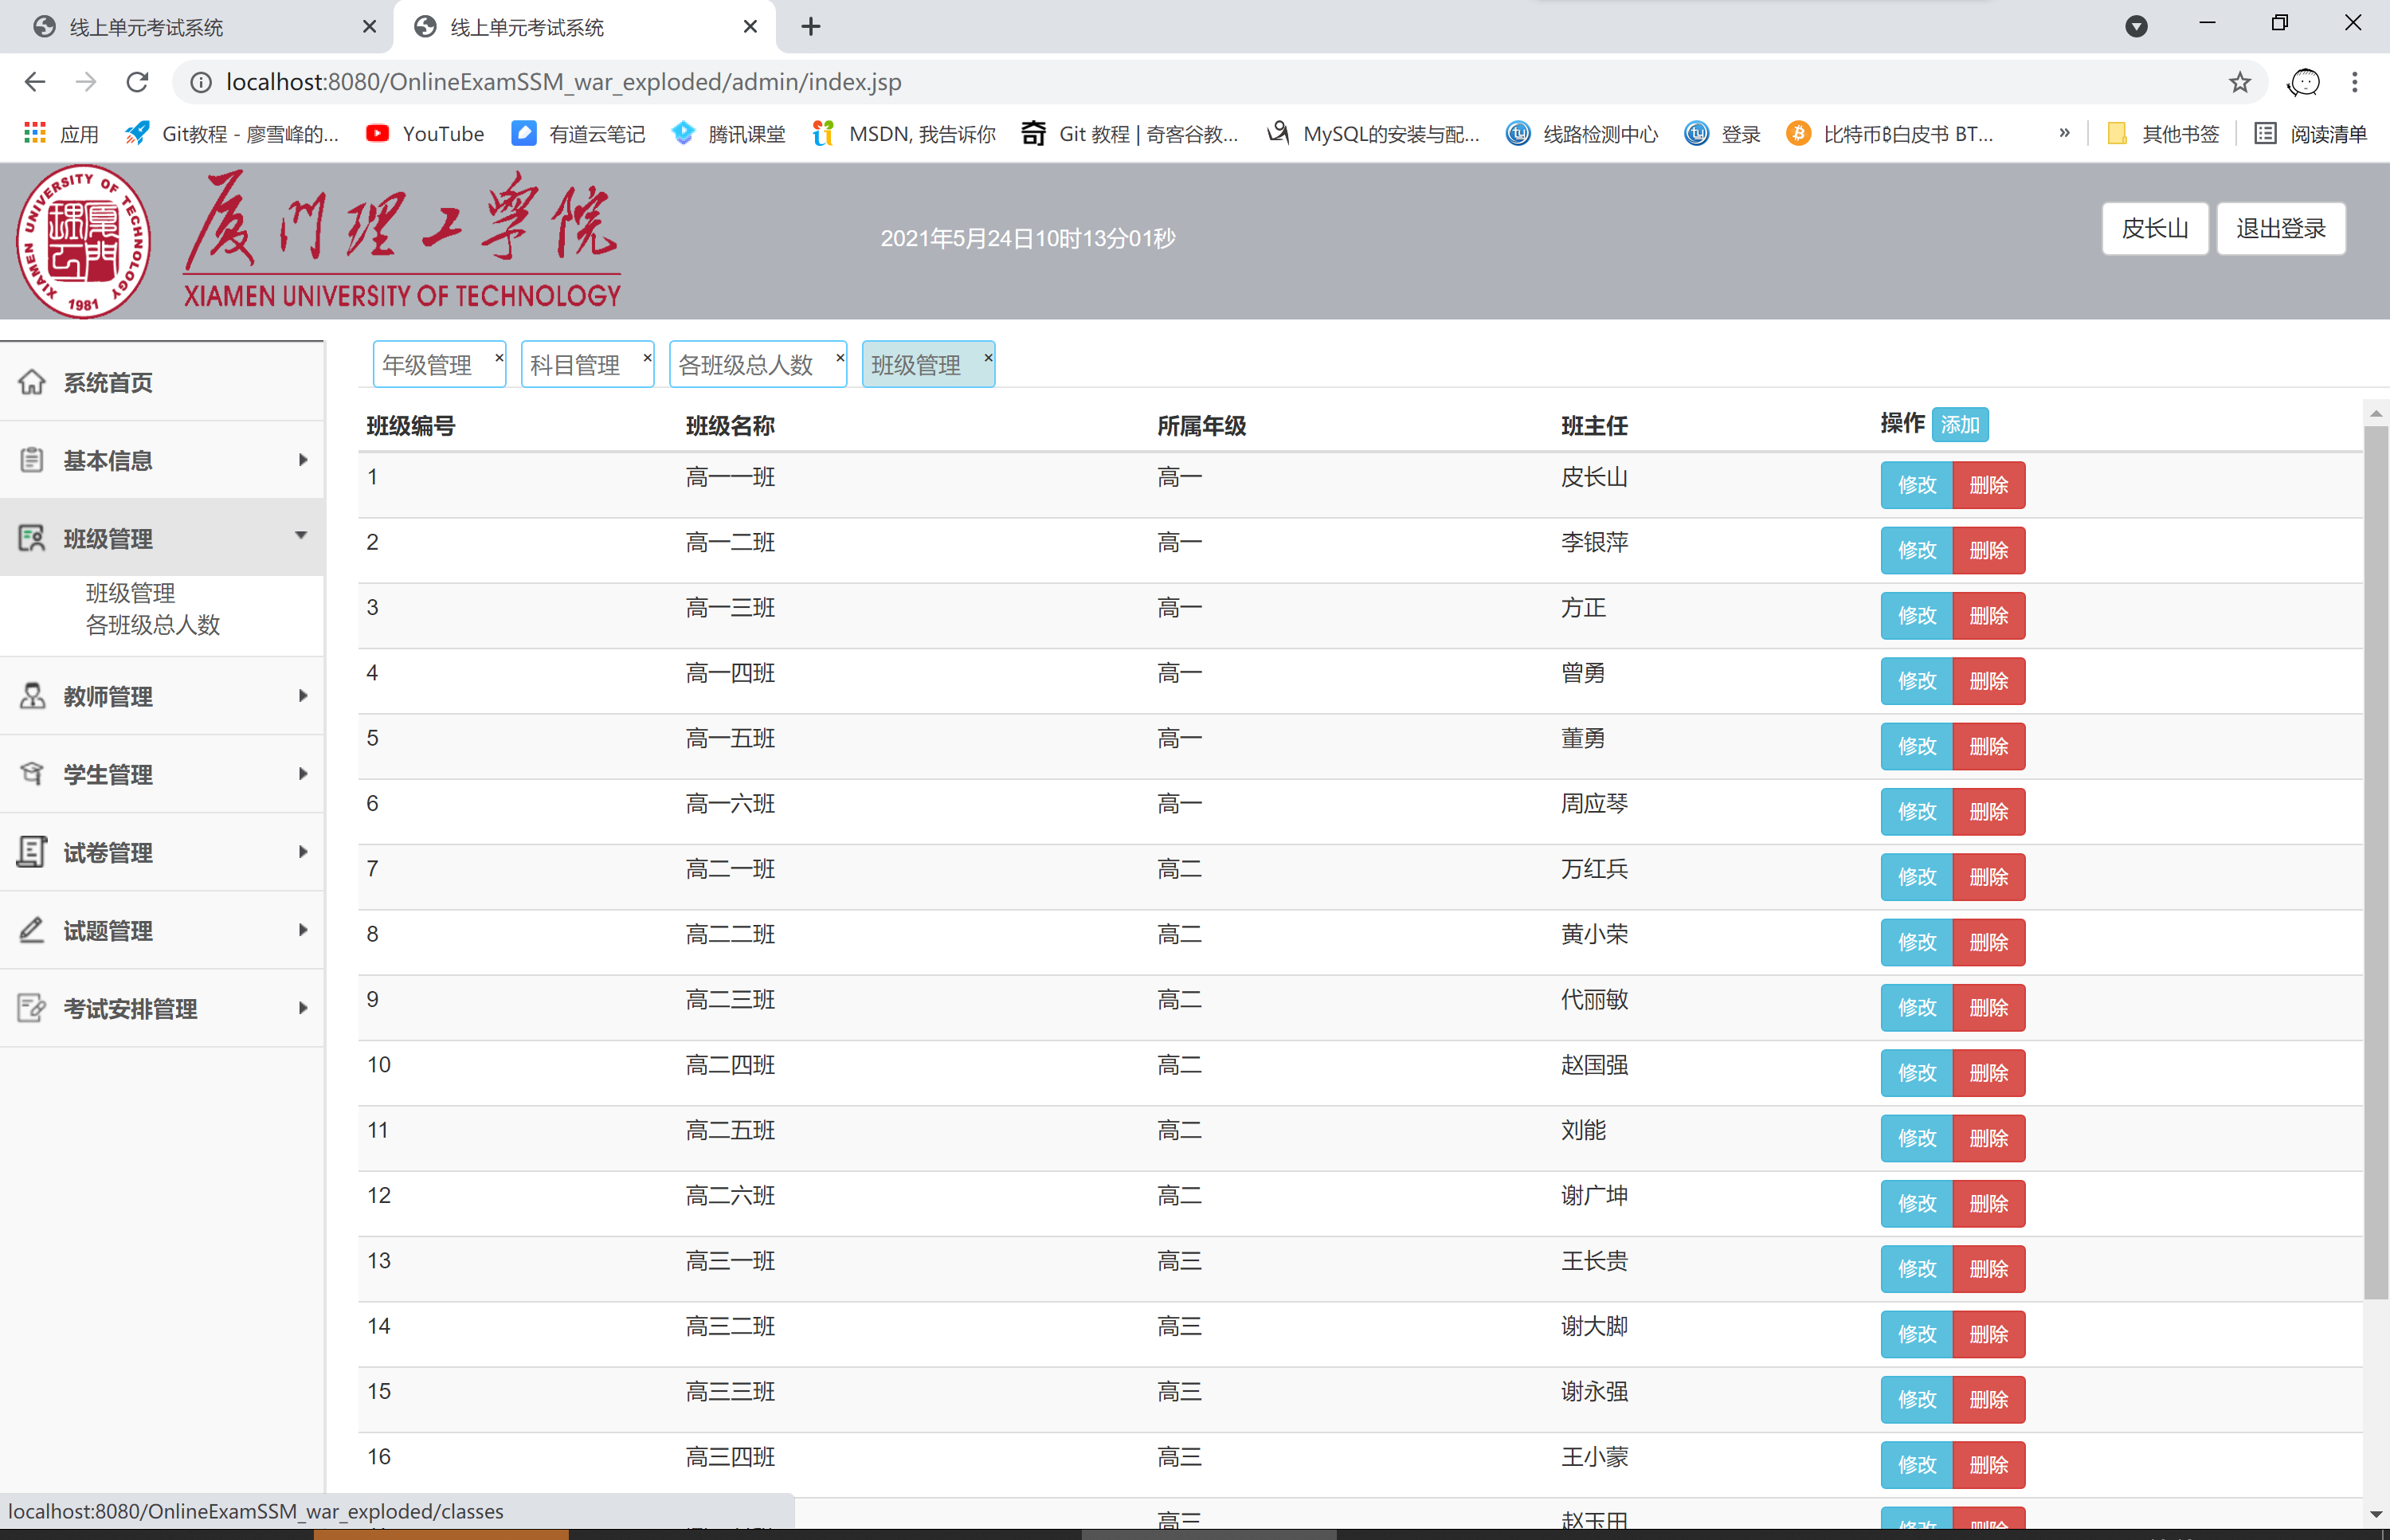 线上单元考试系统 线上单元考试系统
localhost:8080/OnlineExamSSM_war_exploded/admin/index.jsp
应用 Git教程 - 廖雪峰的... YouTube 有道云笔记 腾讯课堂 MSDN, 我告诉你 Git 教程 | 奇客谷教... MySQL的安装与配... 线路检测中心 登录 比特币₿白皮书 BT... » 其他书签 阅读清单
XIAMEN UNIVERSITY OF TECHNOLOGY
1981
厦门理工学院
XIAMEN UNIVERSITY OF TECHNOLOGY
2021年5月24日10时13分01秒
皮长山 退出登录
系统首页
基本信息
班级管理
班级管理
各班级总人数
教师管理
学生管理
试卷管理
试题管理
考试安排管理
年级管理 × 科目管理 × 各班级总人数 × 班级管理 ×
班级编号 班级名称 所属年级 班主任 操作 添加
1 高一一班 高一 皮长山 修改 删除
2 高一二班 高一 李银萍 修改 删除
3 高一三班 高一 方正 修改 删除
4 高一四班 高一 曾勇 修改 删除
5 高一五班 高一 董勇 修改 删除
6 高一六班 高一 周应琴 修改 删除
7 高二一班 高二 万红兵 修改 删除
8 高二二班 高二 黄小荣 修改 删除
9 高二三班 高二 代丽敏 修改 删除
10 高二四班 高二 赵国强 修改 删除
11 高二五班 高二 刘能 修改 删除
12 高二六班 高二 谢广坤 修改 删除
13 高三一班 高三 王长贵 修改 删除
14 高三二班 高三 谢大脚 修改 删除
15 高三三班 高三 谢永强 修改 删除
16 高三四班 高三 王小蒙 修改 删除
高三 赵玉田 修改 删除
localhost:8080/OnlineExamSSM_war_exploded/classes